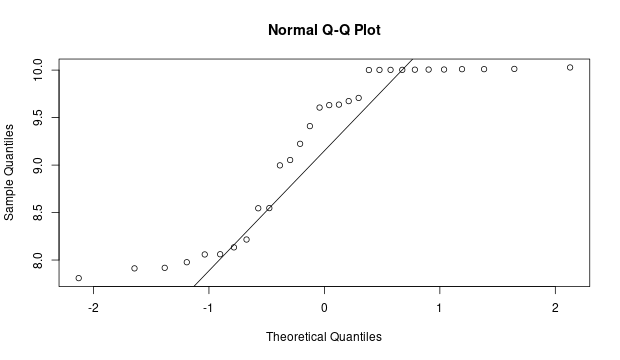 Normal Q-Q Plot
10.0
9.5
9.0
8.5
8.0
Sample Quantiles
-2 -1 0 1 2
Theoretical Quantiles